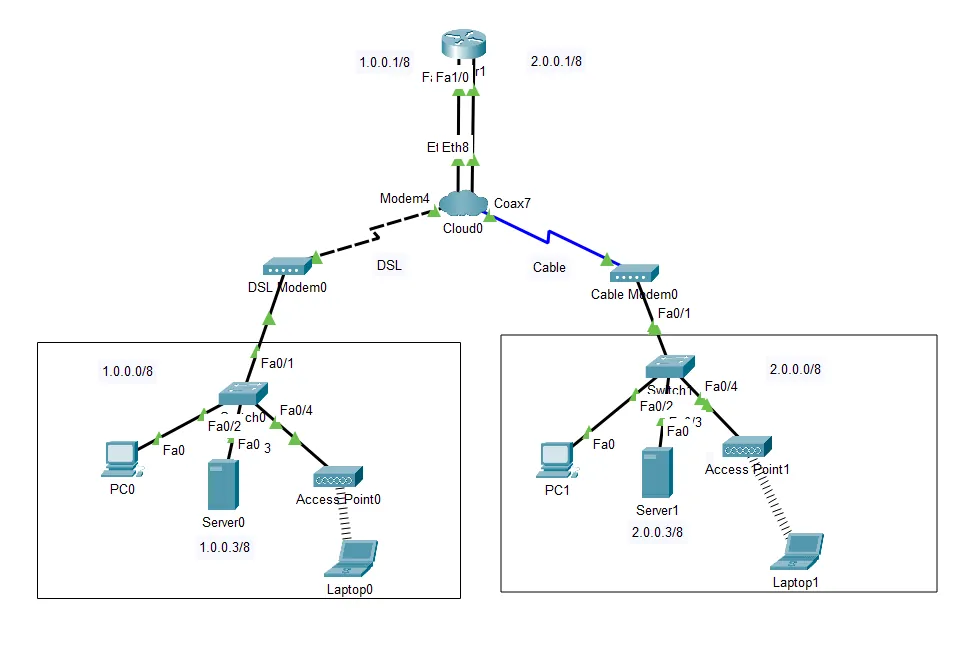 1.0.0.1/8
2.0.0.1/8
Fa1/0
r1
Eth8
Modem4
Coax7
Cloud0
DSL
Cable
DSL Modem0
Cable Modem0
Fa0/1
Fa0/1
1.0.0.0/8
2.0.0.0/8
Fa0/4
Fa0/2
Fa0
3
Fa0
PC0
Server0
1.0.0.3/8
Access Point0
Laptop0
Switch1
Fa0/4
Fa0/2
Fa0
Fa0
PC1
Server1
2.0.0.3/8
Access Point1
Laptop1